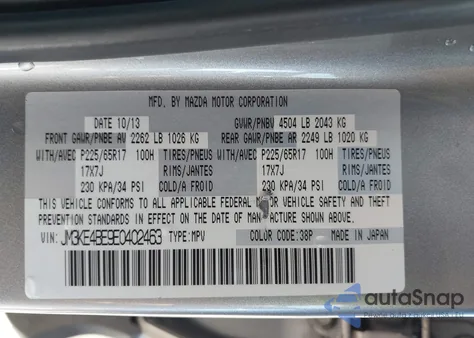 MFD. BY MAZDA MOTOR CORPORATION
DATE 10/13 GVWR/PNBV 4504 LB 2043 KG
FRONT GAWR/PNBE AV 2262 LB 1026 KG REAR GAWR/PNBE AR 2249 LB 1020 KG
WITH/AVEC P225/65R17 100H TIRES/PNEUS WITH/AVEC P225/65R17 100H TIRES/PNEUS
17X7J RIMS/JANTES 17X7J RIMS/JANTES
230 KPA/34 PSI COLD/A FROID 230 KPA/34 PSI COLD/A FROID
THIS VEHICLE CONFORMS TO ALL APPLICABLE FEDERAL MOTOR VEHICLE SAFETY AND THEFT
PREVENTION STANDARDS IN EFFECT ON THE DATE OF MANUFACTURE SHOWN ABOVE.
VIN: JM3KE4BE9E0402463 TYPE:MPV COLOR CODE:38P MADE IN JAPAN
autoSnap